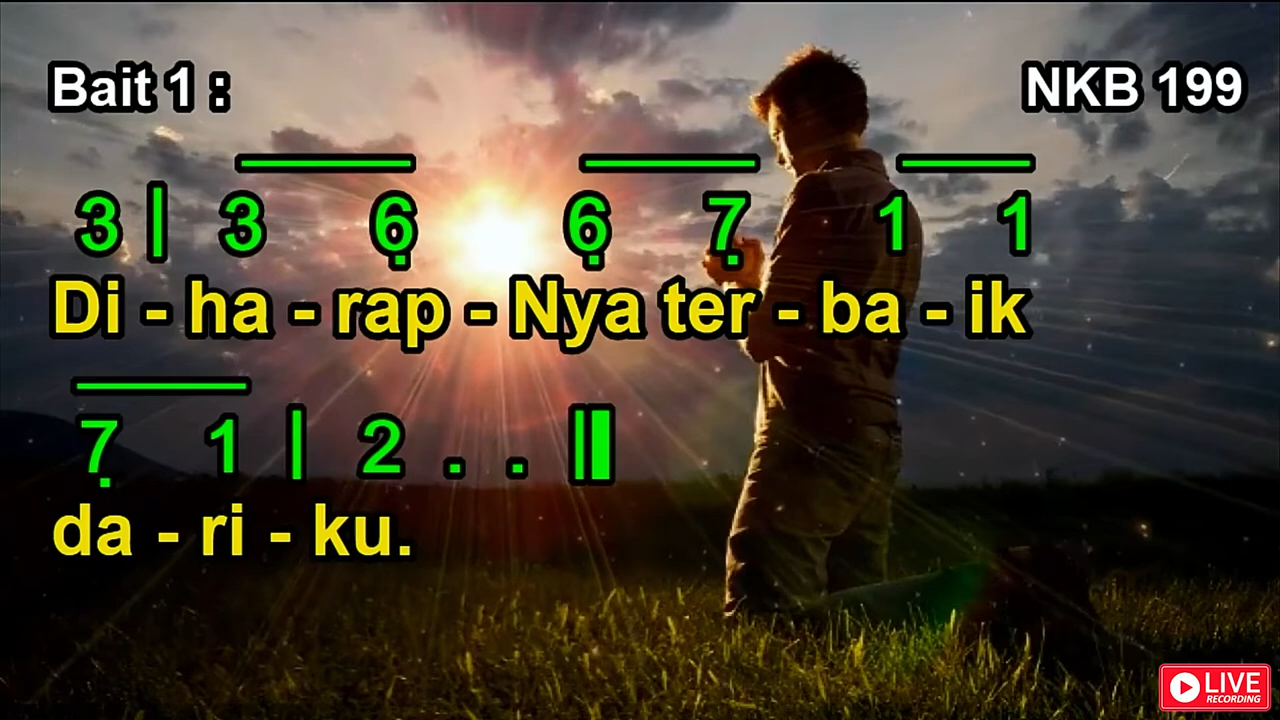 Bait 1 :
NKB 199
3 | 3 6̣ 6̣ 7̣ 1 1
Di - ha - rap - Nya ter - ba - ik
7̣ 1 | 2 . . ||
da - ri - ku.
LIVE
RECORDING